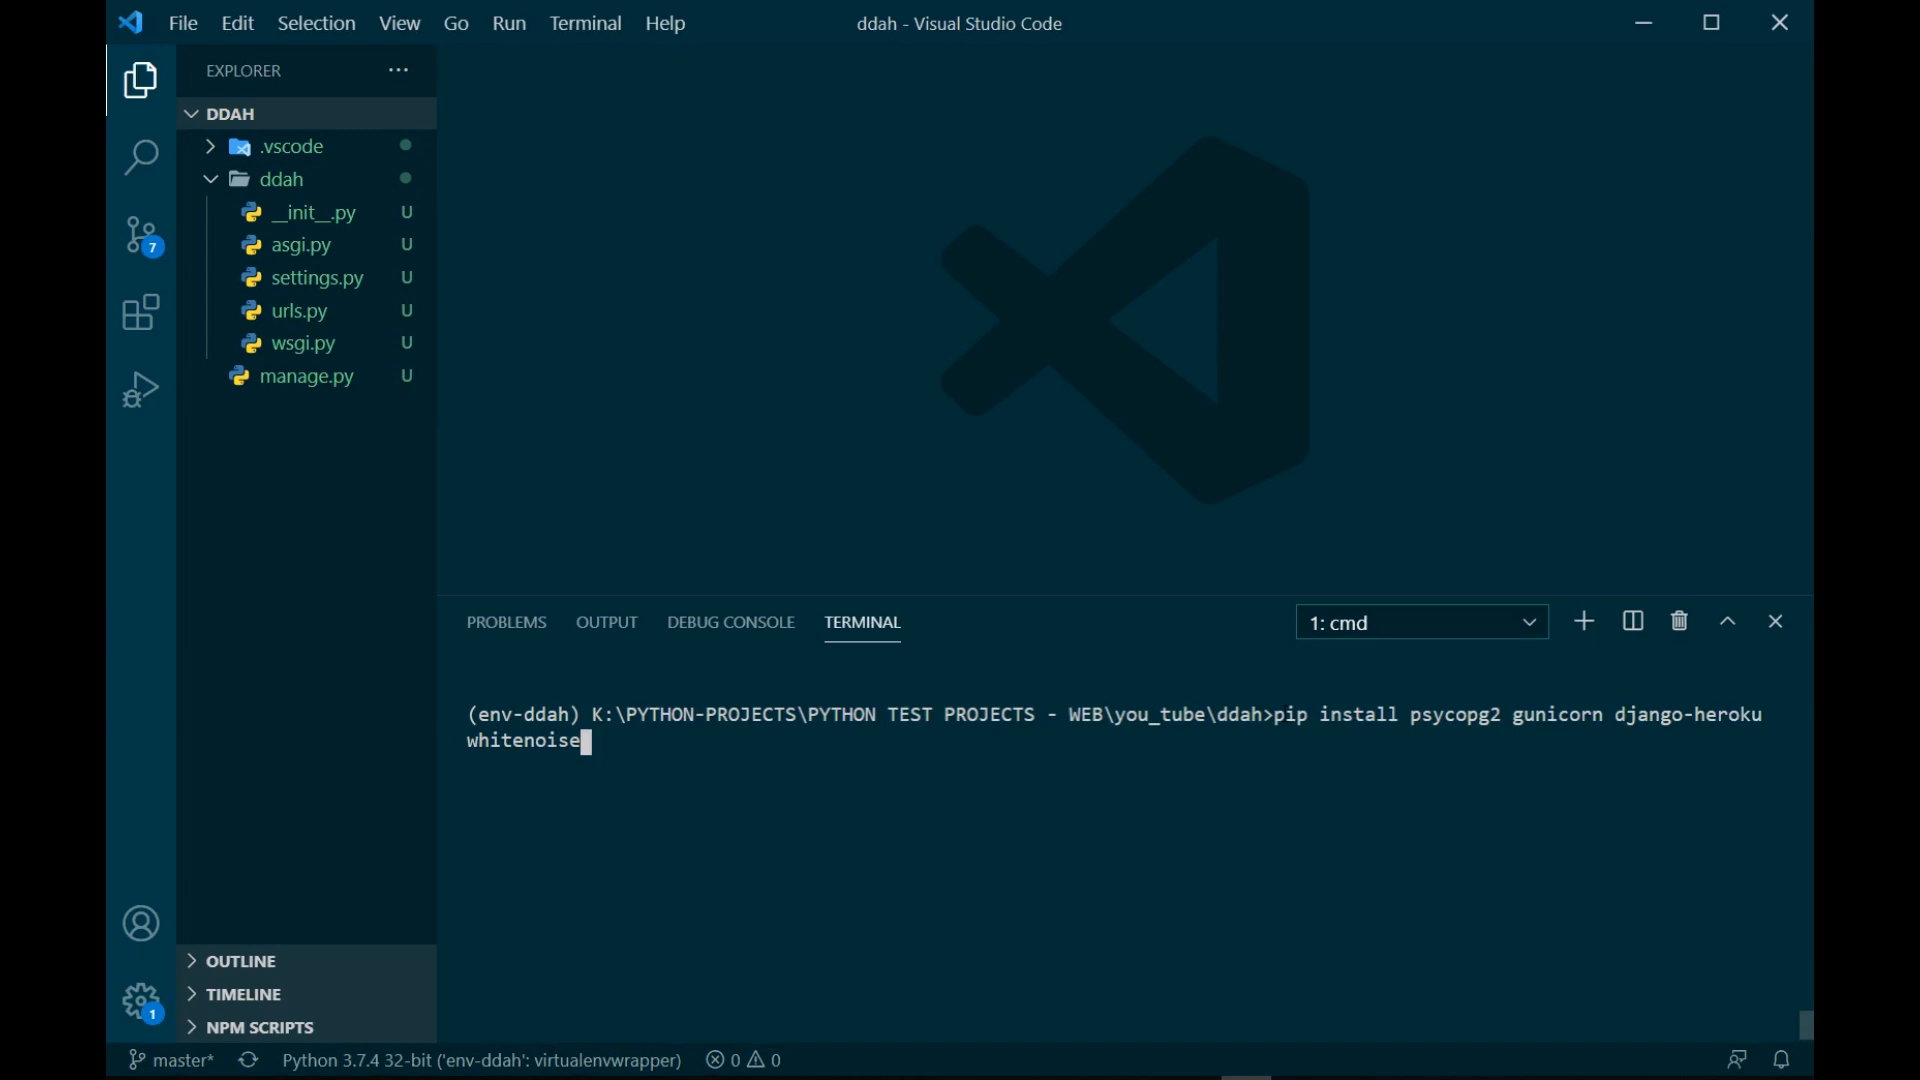 File Edit Selection View Go Run Terminal Help ddah - Visual Studio Code
EXPLORER
DDAH
.vscode
ddah
__init__.py U
asgi.py U
settings.py U
urls.py U
wsgi.py U
manage.py U
7
PROBLEMS OUTPUT DEBUG CONSOLE TERMINAL 1: cmd
(env-ddah) K:\PYTHON-PROJECTS\PYTHON TEST PROJECTS - WEB\you_tube\ddah>pip install psycopg2 gunicorn django-heroku
whitenoise
OUTLINE
TIMELINE
NPM SCRIPTS
1
master* Python 3.7.4 32-bit ('env-ddah': virtualenvwrapper) 0 0